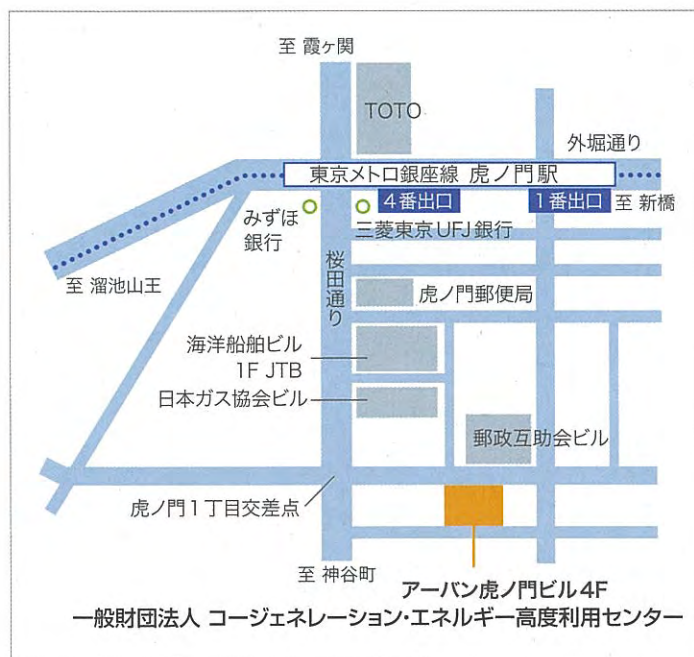 至 霞ヶ関
TOTO
外堀通り
東京メトロ銀座線 虎ノ門駅
4番出口
1番出口
至 新橋
みずほ
銀行
三菱東京UFJ銀行
至 溜池山王
桜田通り
虎ノ門郵便局
海洋船舶ビル
1F JTB
日本ガス協会ビル
郵政互助会ビル
虎ノ門1丁目交差点
至 神谷町
アーバン虎ノ門ビル4F
一般財団法人 コージェネレーション・エネルギー高度利用センター